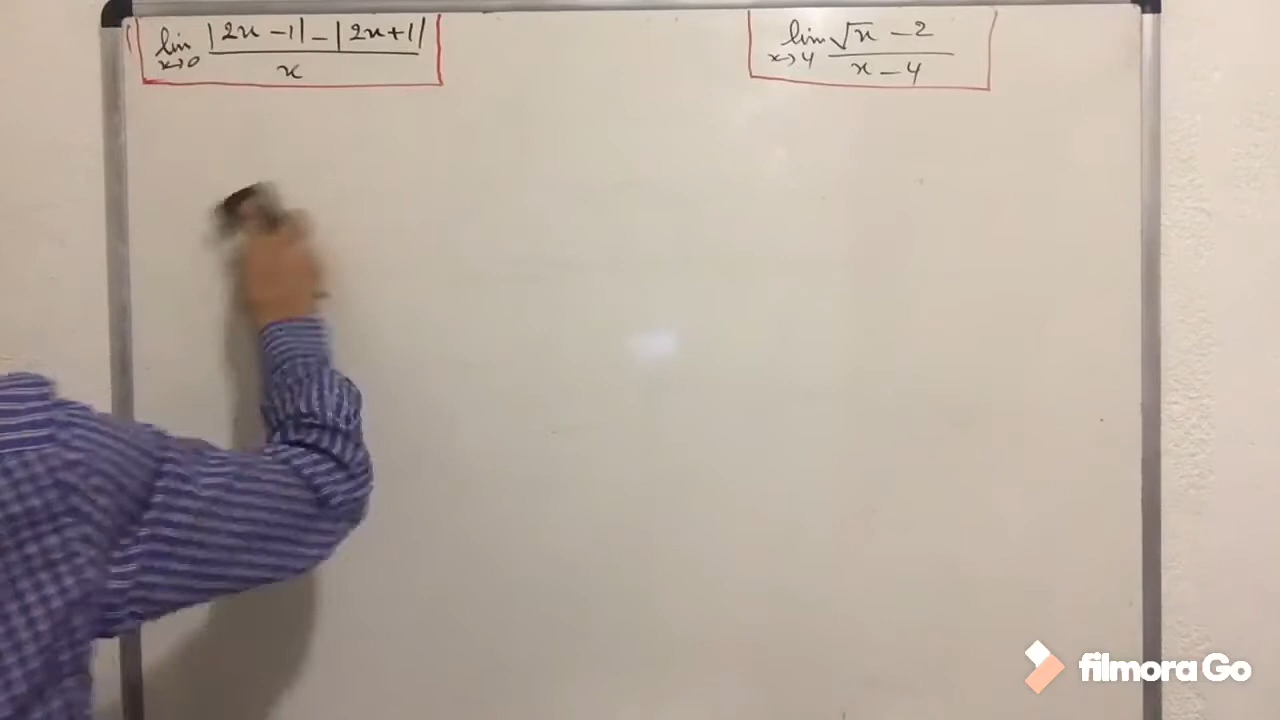 lim x→0 |2x-1| - |2x+1| / x
lim x→4 √x - 2 / x - 4
filmora Go